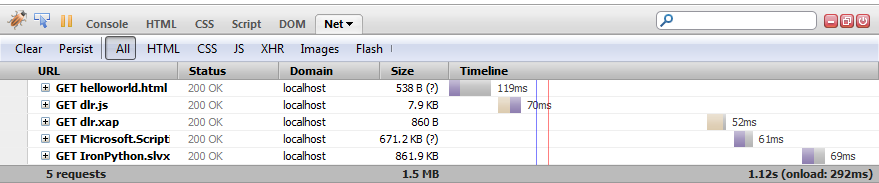 Console HTML CSS Script DOM Net
Clear Persist All HTML CSS JS XHR Images Flash
URL Status Domain Size Timeline
GET helloworld.html 200 OK localhost 538 B (?) 119ms
GET dlr.js 200 OK localhost 7.9 KB 70ms
GET dlr.xap 200 OK localhost 860 B 52ms
GET Microsoft.Scripti 200 OK localhost 671.2 KB (?) 61ms
GET IronPython.slvx 200 OK localhost 861.9 KB 69ms
5 requests 1.5 MB 1.12s (onload: 292ms)